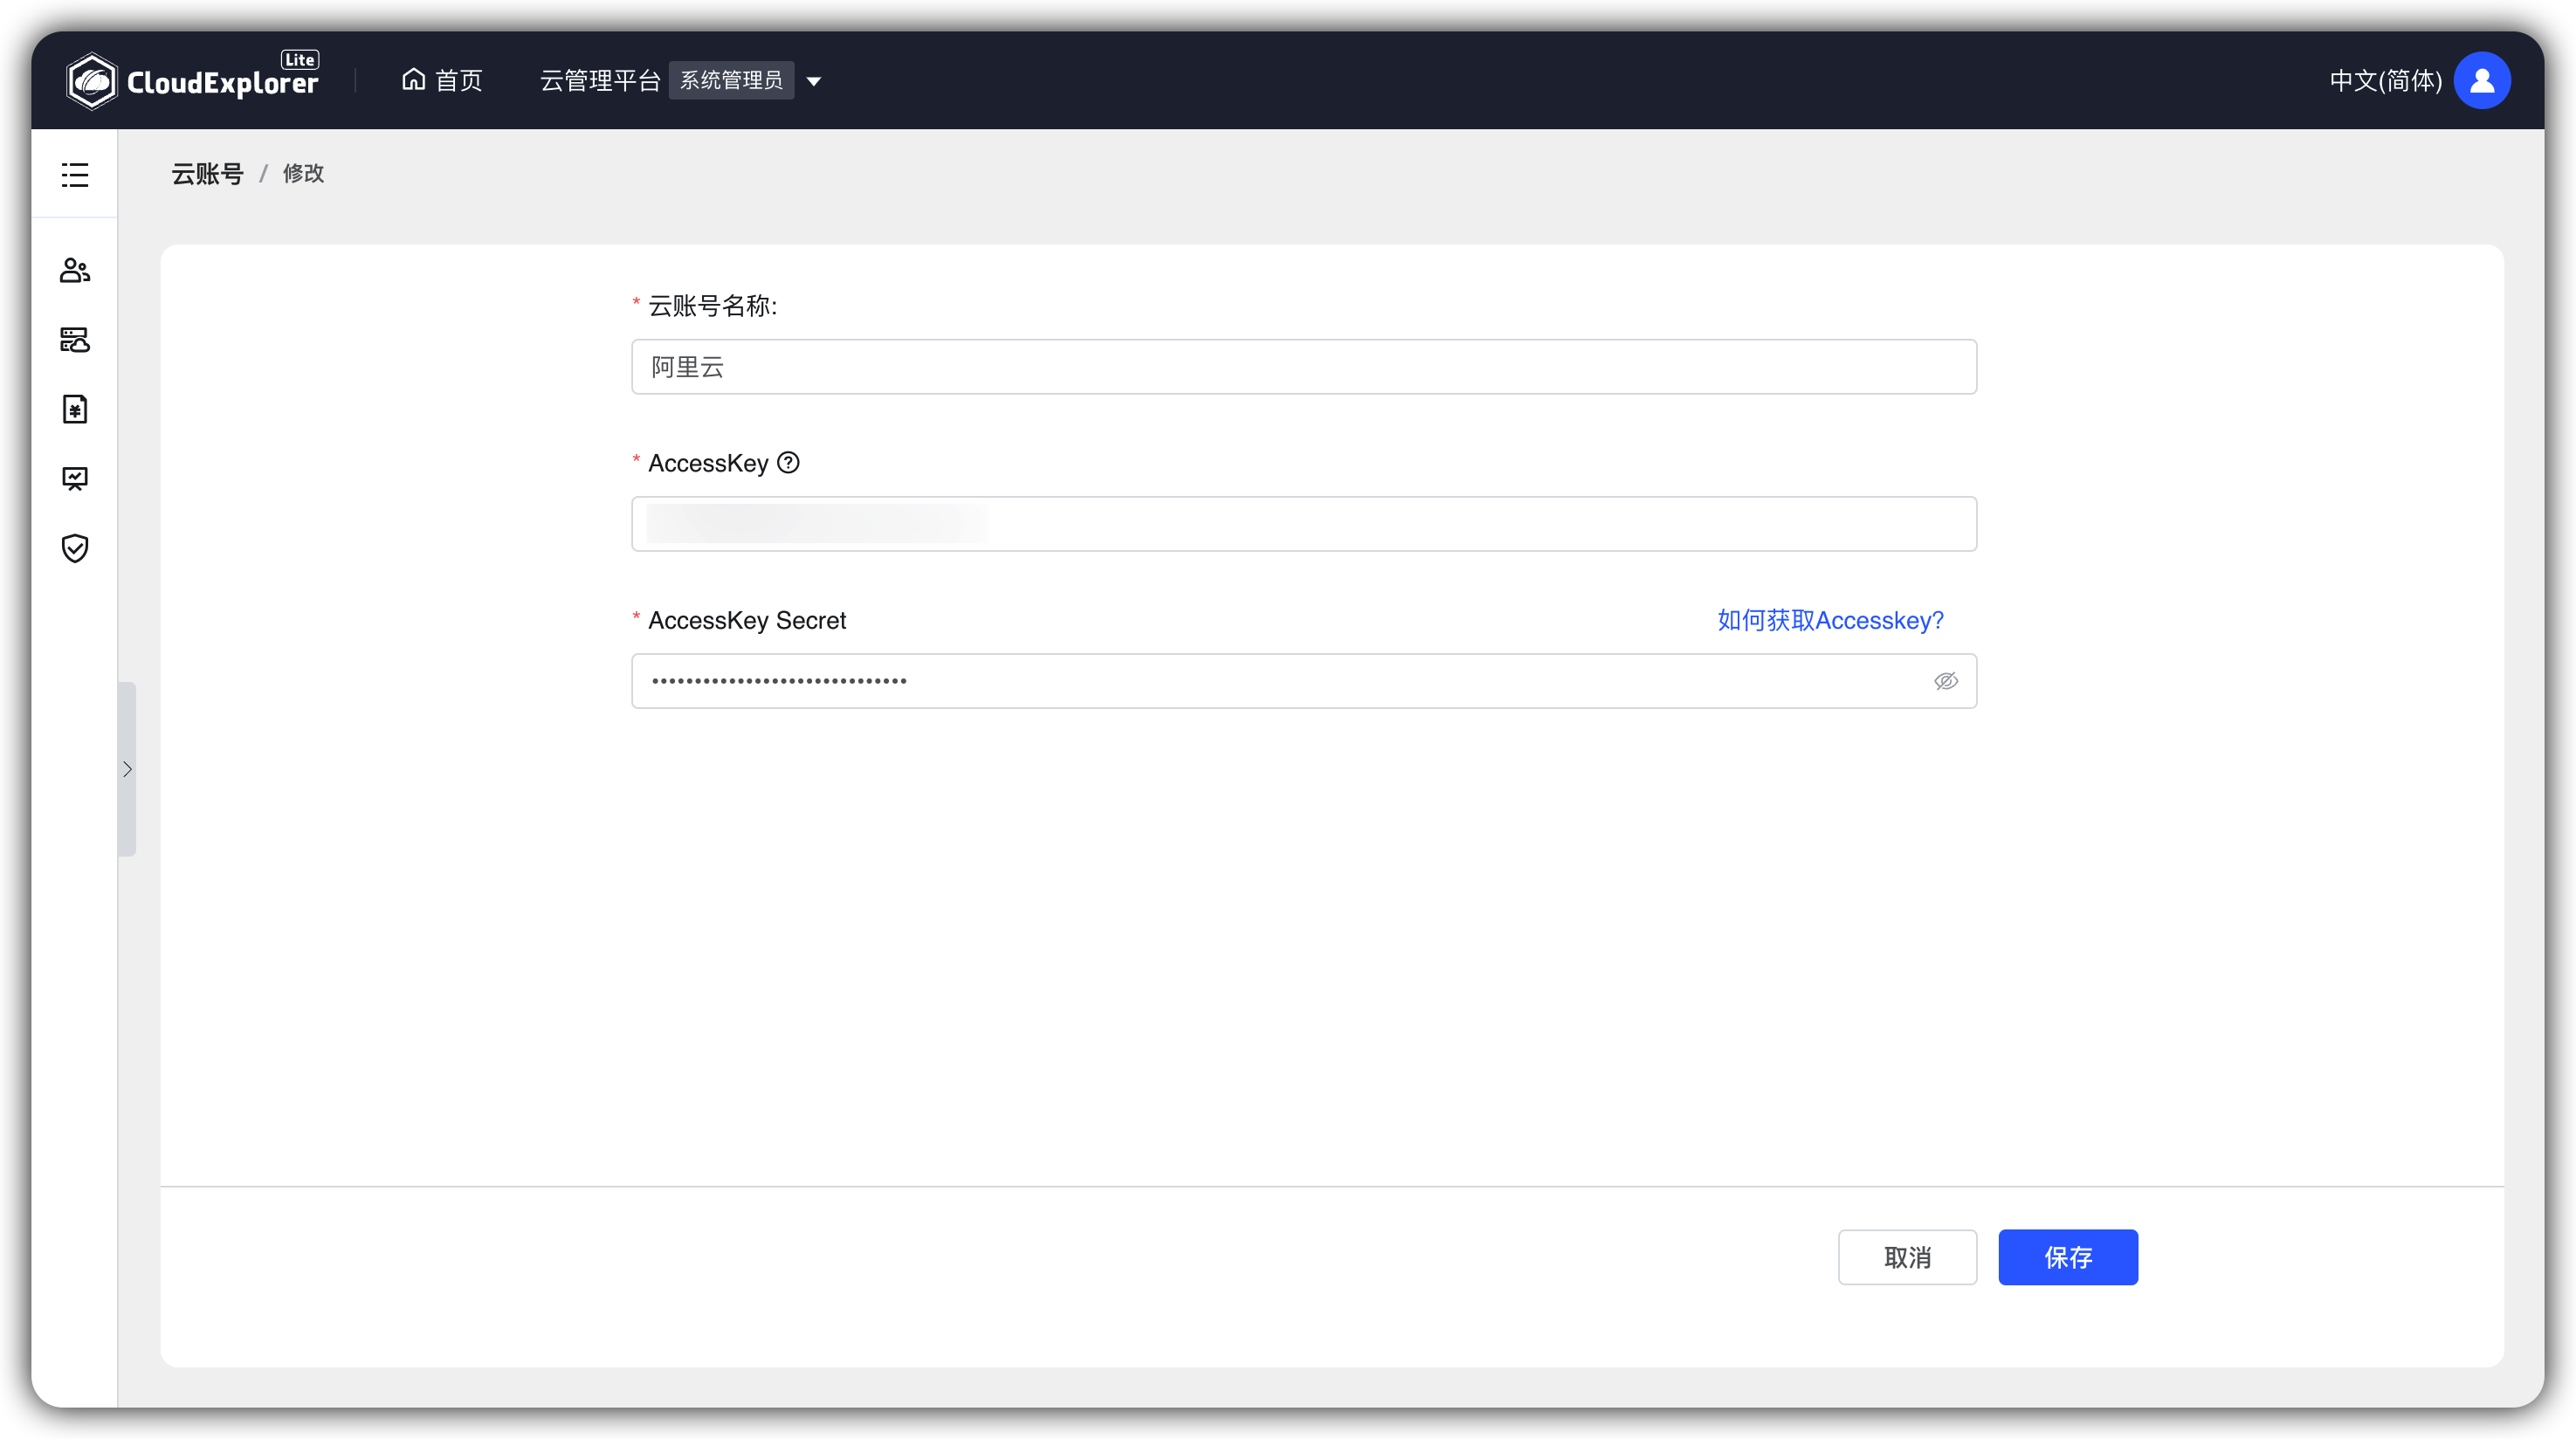 CloudExplorer Lite 首页 云管理平台 系统管理员 中文(简体)
云账号 / 修改
* 云账号名称:
阿里云
* AccessKey
* AccessKey Secret 如何获取Accesskey?
••••••••••••••••••••••••••••••
取消 保存